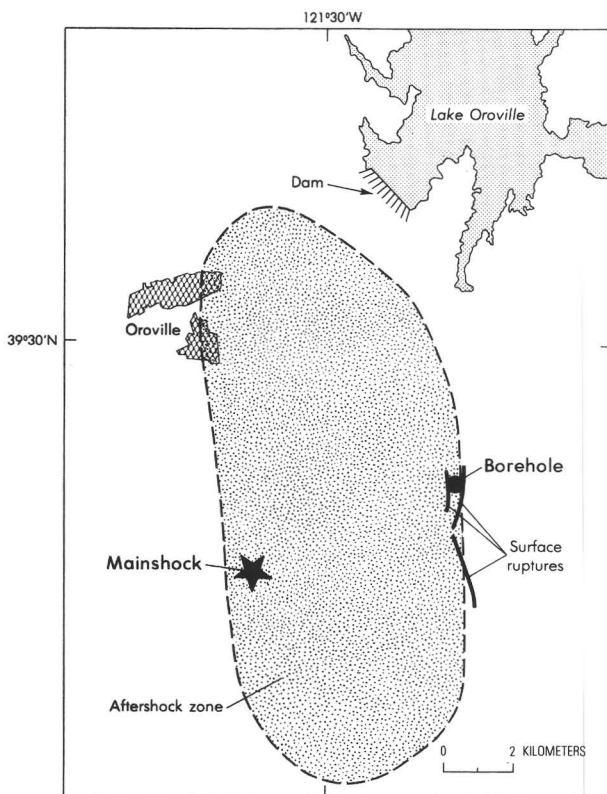 121°30'W
Lake Oroville
Dam
Oroville
39°30'N
Borehole
Mainshock
Surface
ruptures
Aftershock zone
0 2 KILOMETERS